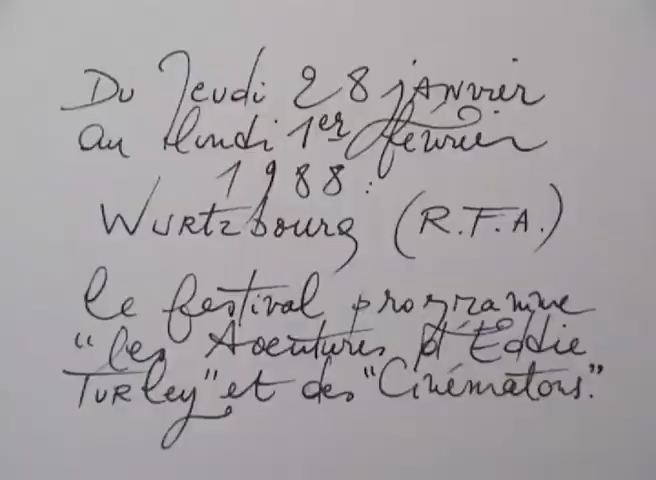 Du Jeudi 28 janvier
au lundi 1er février
1988 :
Wurtzbourg (R.F.A.)
le festival programme
"les Aventures d'Eddie
Turley" et des "Cinématons."